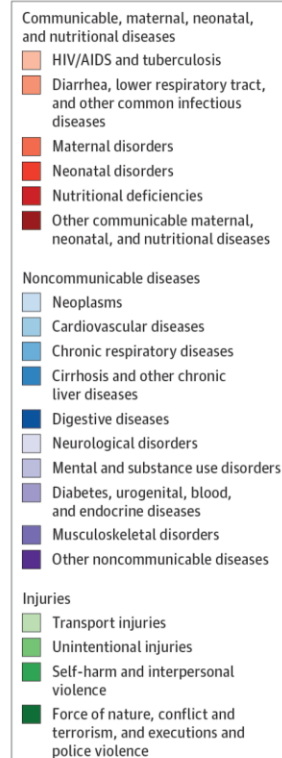 Communicable, maternal, neonatal,
and nutritional diseases
HIV/AIDS and tuberculosis
Diarrhea, lower respiratory tract,
and other common infectious
diseases
Maternal disorders
Neonatal disorders
Nutritional deficiencies
Other communicable maternal,
neonatal, and nutritional diseases
Noncommunicable diseases
Neoplasms
Cardiovascular diseases
Chronic respiratory diseases
Cirrhosis and other chronic
liver diseases
Digestive diseases
Neurological disorders
Mental and substance use disorders
Diabetes, urogenital, blood,
and endocrine diseases
Musculoskeletal disorders
Other noncommunicable diseases
Injuries
Transport injuries
Unintentional injuries
Self-harm and interpersonal
violence
Force of nature, conflict and
terrorism, and executions and
police violence